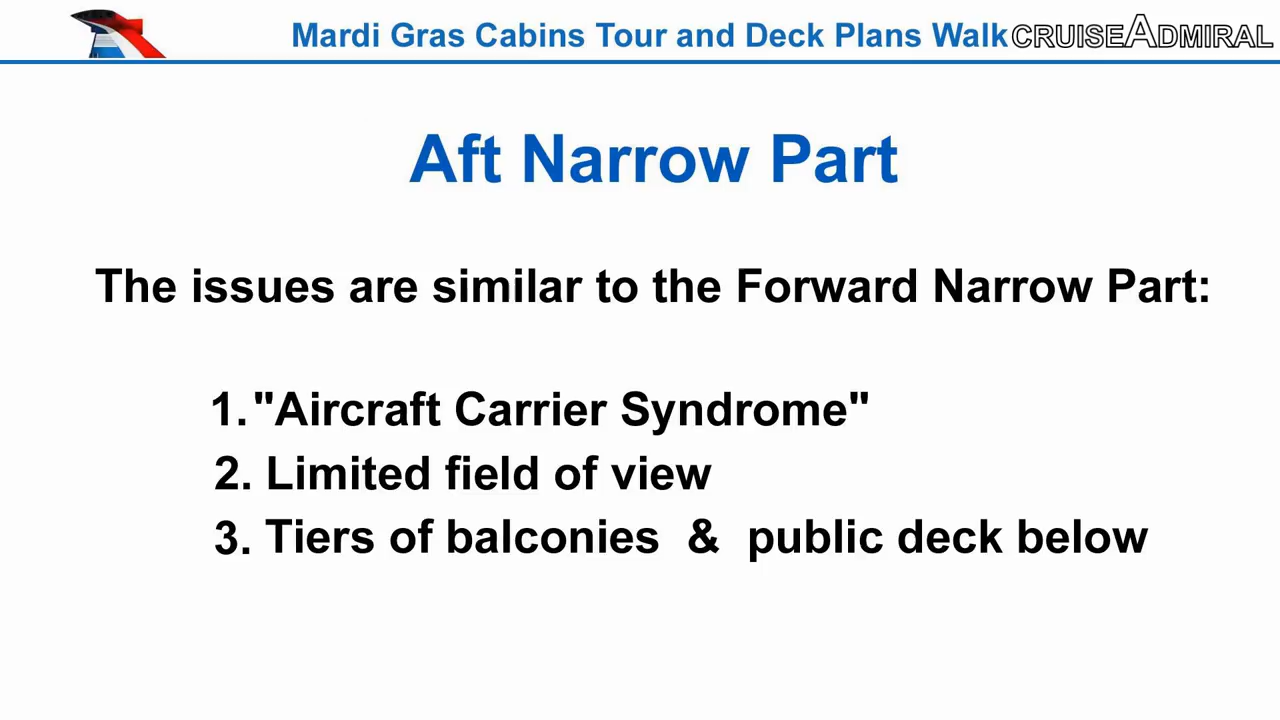 Mardi Gras Cabins Tour and Deck Plans Walk CRUISEADMIRAL
Aft Narrow Part
The issues are similar to the Forward Narrow Part:
1. "Aircraft Carrier Syndrome"
2. Limited field of view
3. Tiers of balconies & public deck below